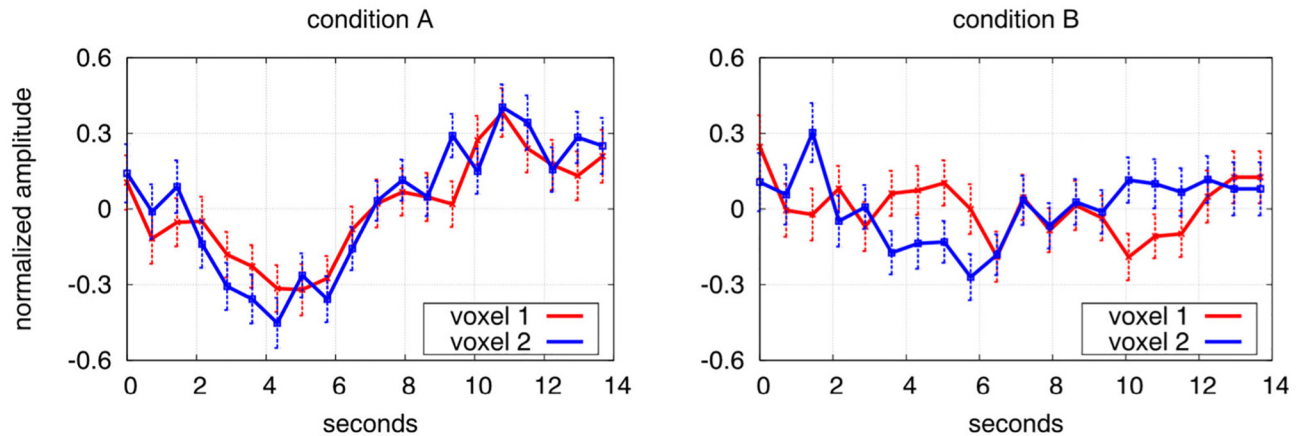 condition A
normalized amplitude
0.6
0.3
0
-0.3
-0.6
0 2 4 6 8 10 12 14
seconds
voxel 1
voxel 2
condition B
0.6
0.3
0
-0.3
-0.6
0 2 4 6 8 10 12 14
seconds
voxel 1
voxel 2